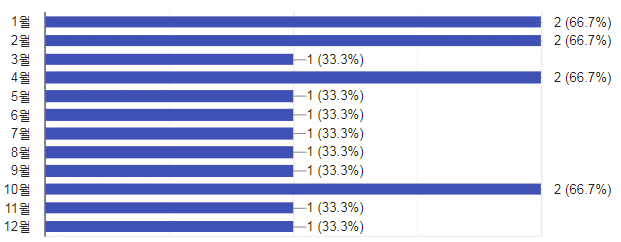 1월 2 (66.7%)
2월 2 (66.7%)
3월 1 (33.3%)
4월 2 (66.7%)
5월 1 (33.3%)
6월 1 (33.3%)
7월 1 (33.3%)
8월 1 (33.3%)
9월 1 (33.3%)
10월 2 (66.7%)
11월 1 (33.3%)
12월 1 (33.3%)